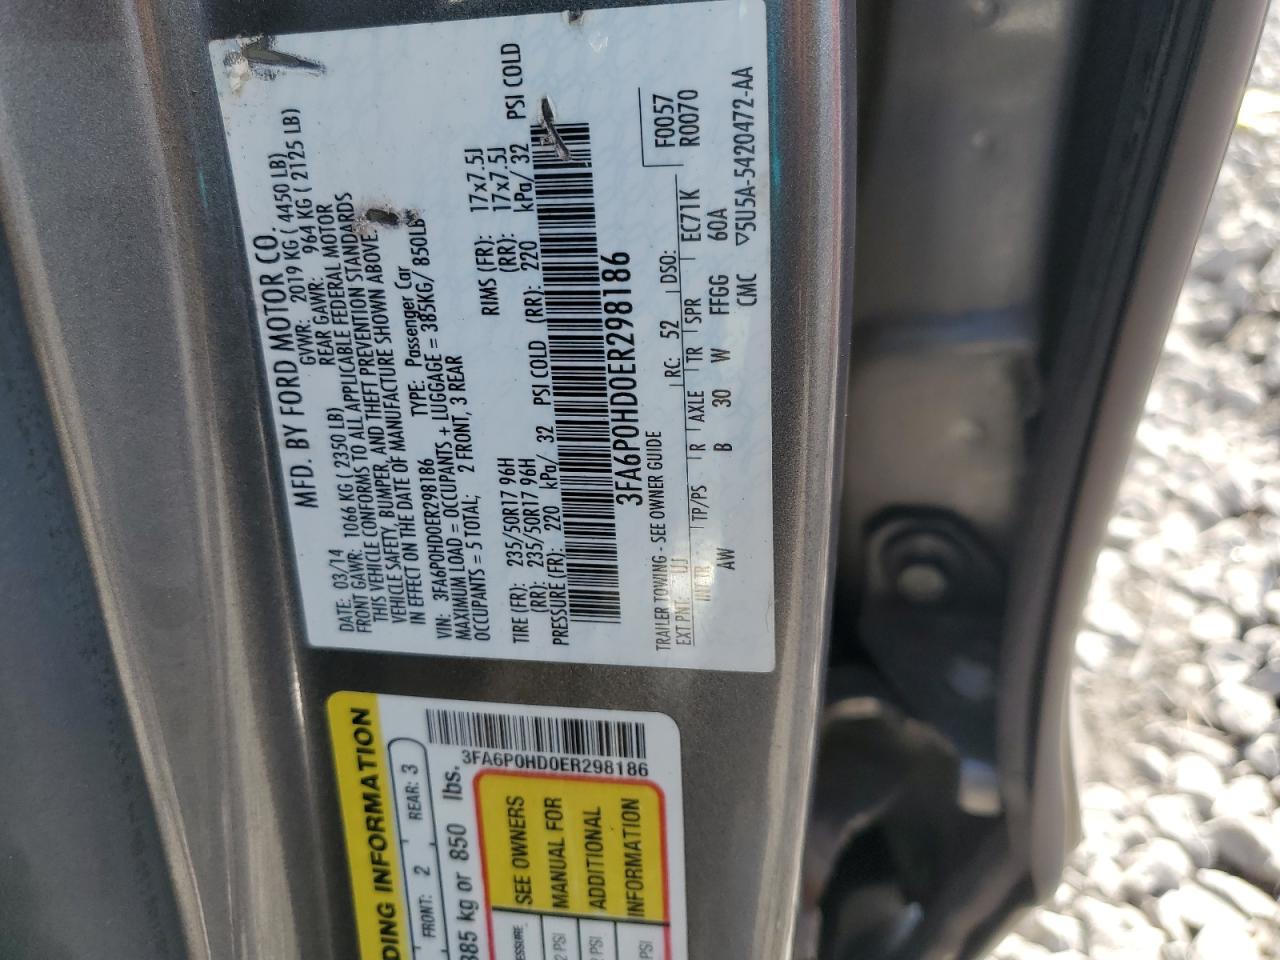 MFD. BY FORD MOTOR CO.
DATE: 03/14 GVWR: 2019 KG ( 4450 LB)
FRONT GAWR: 1066 KG ( 2350 LB) REAR GAWR: 964 KG ( 2125 LB)
THIS VEHICLE CONFORMS TO ALL APPLICABLE FEDERAL MOTOR
VEHICLE SAFETY, BUMPER, AND THEFT PREVENTION STANDARDS
IN EFFECT ON THE DATE OF MANUFACTURE SHOWN ABOVE.
VIN: 3FA6P0HD0ER298186 TYPE: Passenger Car
MAXIMUM LOAD = OCCUPANTS + LUGGAGE = 385KG/ 850LB
OCCUPANTS = 5 TOTAL; 2 FRONT, 3 REAR
TIRE (FR): 235/50R17 96H RIMS (FR): 17x7.5J
(RR): 235/50R17 96H (RR): 17x7.5J
PRESSURE (FR): 220 kPa/ 32 PSI COLD (RR): 220 kPa/ 32 PSI COLD
3FA6P0HD0ER298186
F0057
R0070
TRAILER TOWING - SEE OWNER GUIDE
EXT PNT: UJ RC: 52 DSO: EC71K
INT TR TP/PS R AXLE TR SPR
AW B 30 W FFGG 60A
CMC ▽5U5A-5420472-AA
DING INFORMATION
FRONT: 2 REAR: 3
385 kg or 850 lbs.
3FA6P0HD0ER298186
SEE OWNERS
MANUAL FOR
ADDITIONAL
INFORMATION
ESSURE
2 PSI
PSI
PSI